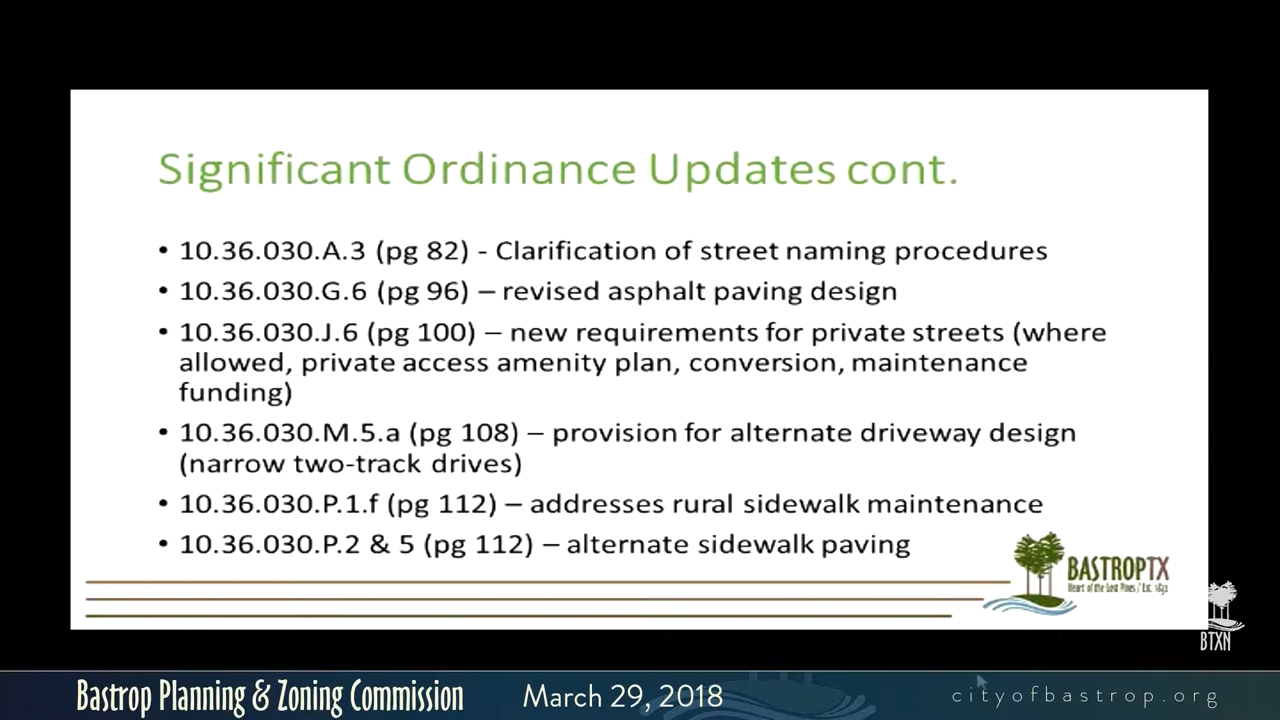 Significant Ordinance Updates cont.
• 10.36.030.A.3 (pg 82) - Clarification of street naming procedures
• 10.36.030.G.6 (pg 96) – revised asphalt paving design
• 10.36.030.J.6 (pg 100) – new requirements for private streets (where
allowed, private access amenity plan, conversion, maintenance
funding)
• 10.36.030.M.5.a (pg 108) – provision for alternate driveway design
(narrow two-track drives)
• 10.36.030.P.1.f (pg 112) – addresses rural sidewalk maintenance
• 10.36.030.P.2 & 5 (pg 112) – alternate sidewalk paving
BASTROPTX
Heart of the Lost Pines / Est. 1832
BTXN
Bastrop Planning & Zoning Commission March 29, 2018 cityofbastrop.org